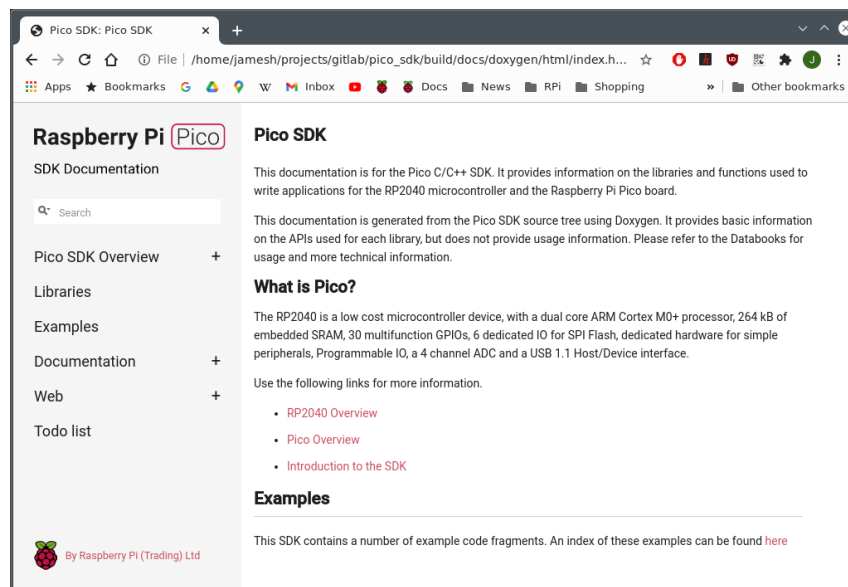 Pico SDK: Pico SDK
File | /home/jamesh/projects/gitlab/pico_sdk/build/docs/doxygen/html/index.h...
J
Apps Bookmarks G W Inbox Docs News RPi Shopping » Other bookmarks
Raspberry Pi Pico
SDK Documentation
Search
Pico SDK Overview +
Libraries
Examples
Documentation +
Web +
Todo list
By Raspberry Pi (Trading) Ltd
Pico SDK
This documentation is for the Pico C/C++ SDK. It provides information on the libraries and functions used to
write applications for the RP2040 microcontroller and the Raspberry Pi Pico board.
This documentation is generated from the Pico SDK source tree using Doxygen. It provides basic information
on the APIs used for each library, but does not provide usage information. Please refer to the Databooks for
usage and more technical information.
What is Pico?
The RP2040 is a low cost microcontroller device, with a dual core ARM Cortex M0+ processor, 264 kB of
embedded SRAM, 30 multifunction GPIOs, 6 dedicated IO for SPI Flash, dedicated hardware for simple
peripherals, Programmable IO, a 4 channel ADC and a USB 1.1 Host/Device interface.
Use the following links for more information.
• RP2040 Overview
• Pico Overview
• Introduction to the SDK
Examples
This SDK contains a number of example code fragments. An index of these examples can be found here